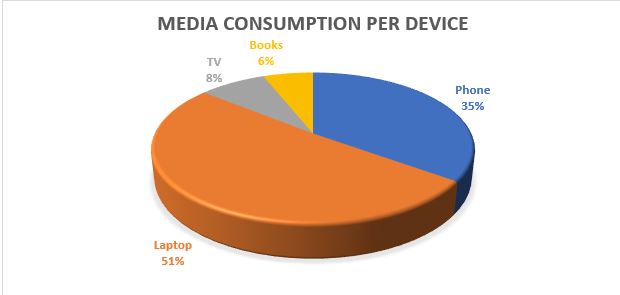 MEDIA CONSUMPTION PER DEVICE
Books
6%
TV
8%
Phone
35%
Laptop
51%